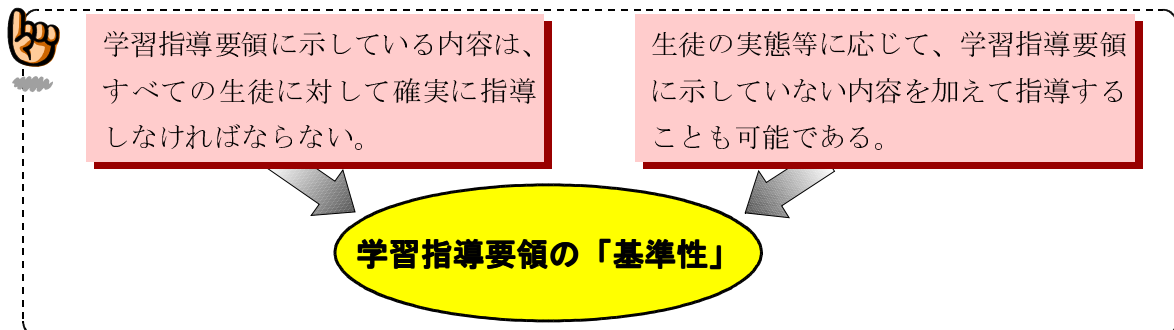 学習指導要領に示している内容は、
すべての生徒に対して確実に指導
しなければならない。
生徒の実態等に応じて、学習指導要領
に示していない内容を加えて指導する
ことも可能である。
学習指導要領の「基準性」